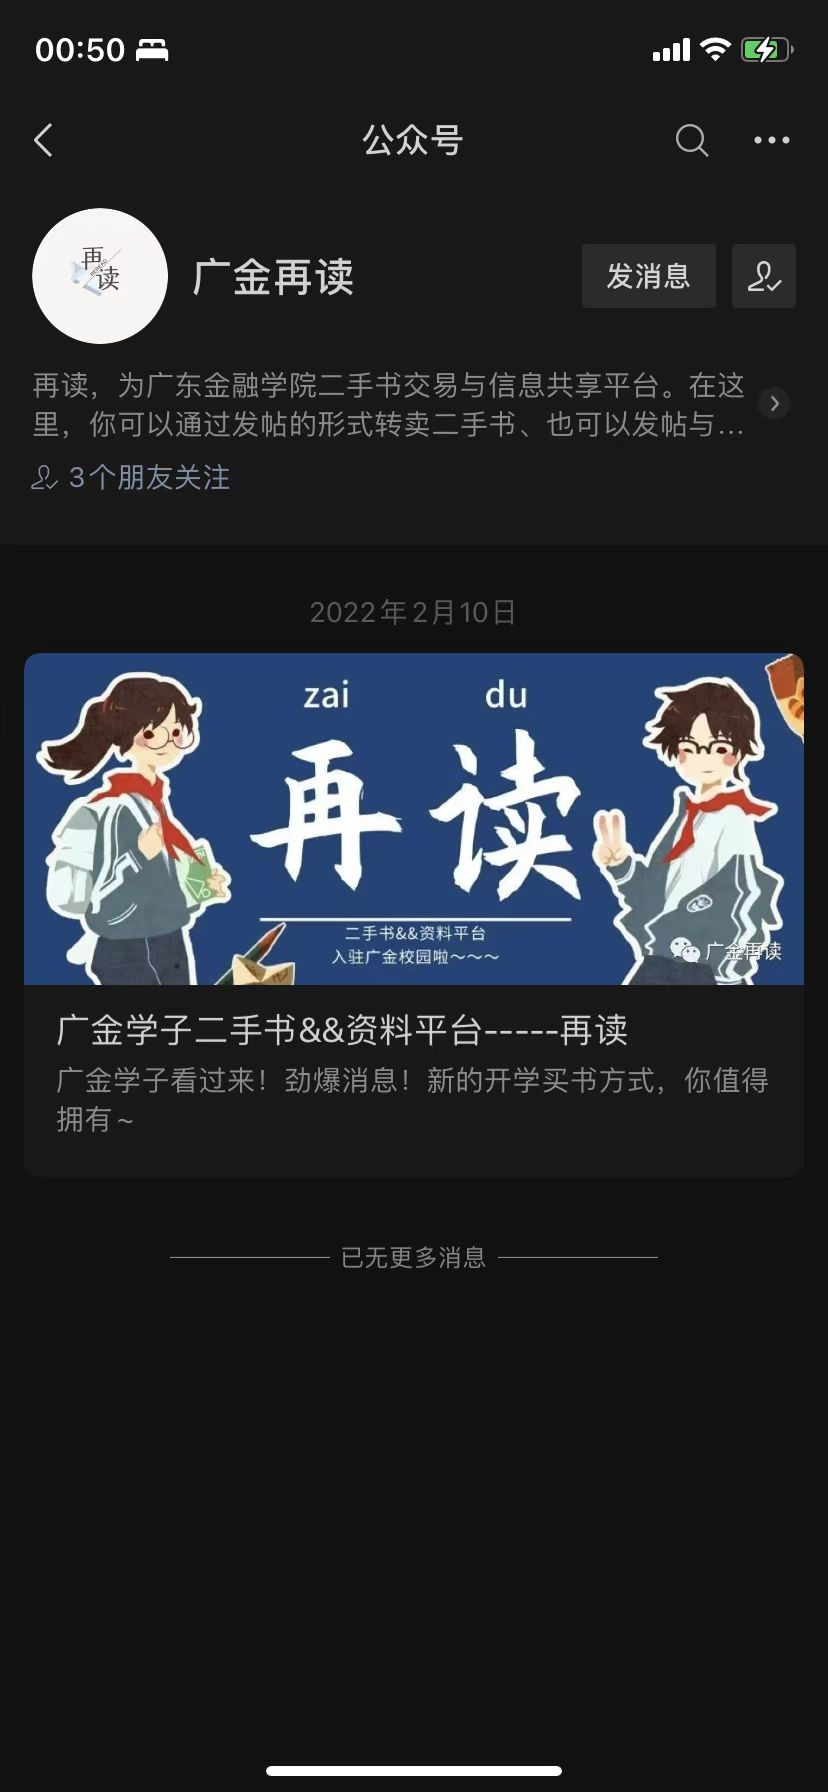 00:50
公众号
再
读
广金再读
发消息
再读，为广东金融学院二手书交易与信息共享平台。在这
里，你可以通过发帖的形式转卖二手书、也可以发帖与...
3个朋友关注
2022年2月10日
zai du
再读
二手书&&资料平台
入驻广金校园啦～～～
广金再读
广金学子二手书&&资料平台-----再读
广金学子看过来！劲爆消息！新的开学买书方式，你值得
拥有~
已无更多消息